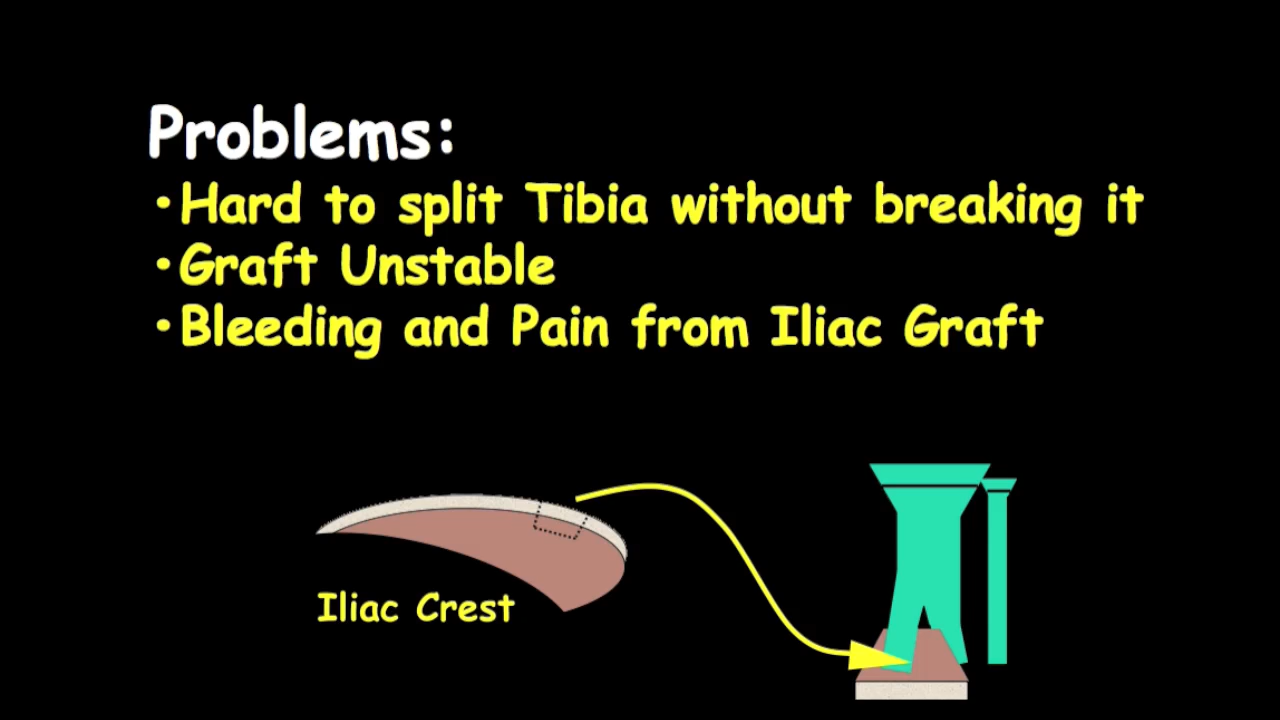 Problems:
•Hard to split Tibia without breaking it
•Graft Unstable
•Bleeding and Pain from Iliac Graft
Iliac Crest